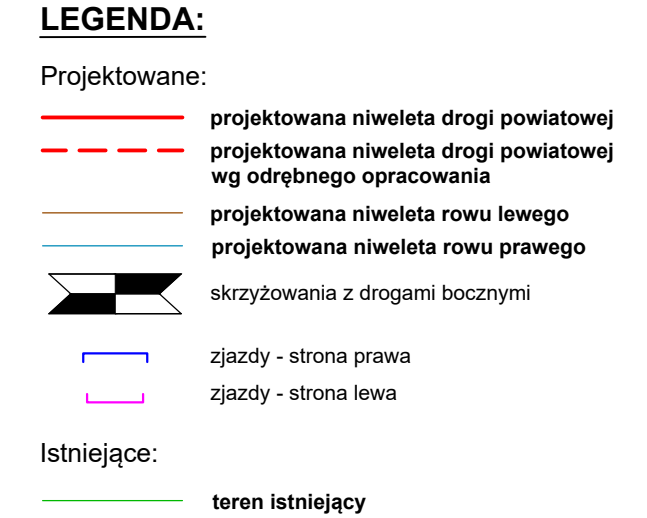 LEGENDA:
Projektowane:
projektowana niweleta drogi powiatowej
projektowana niweleta drogi powiatowej
wg odrębnego opracowania
projektowana niweleta rowu lewego
projektowana niweleta rowu prawego
skrzyżowania z drogami bocznymi
zjazdy - strona prawa
zjazdy - strona lewa
Istniejące:
teren istniejący